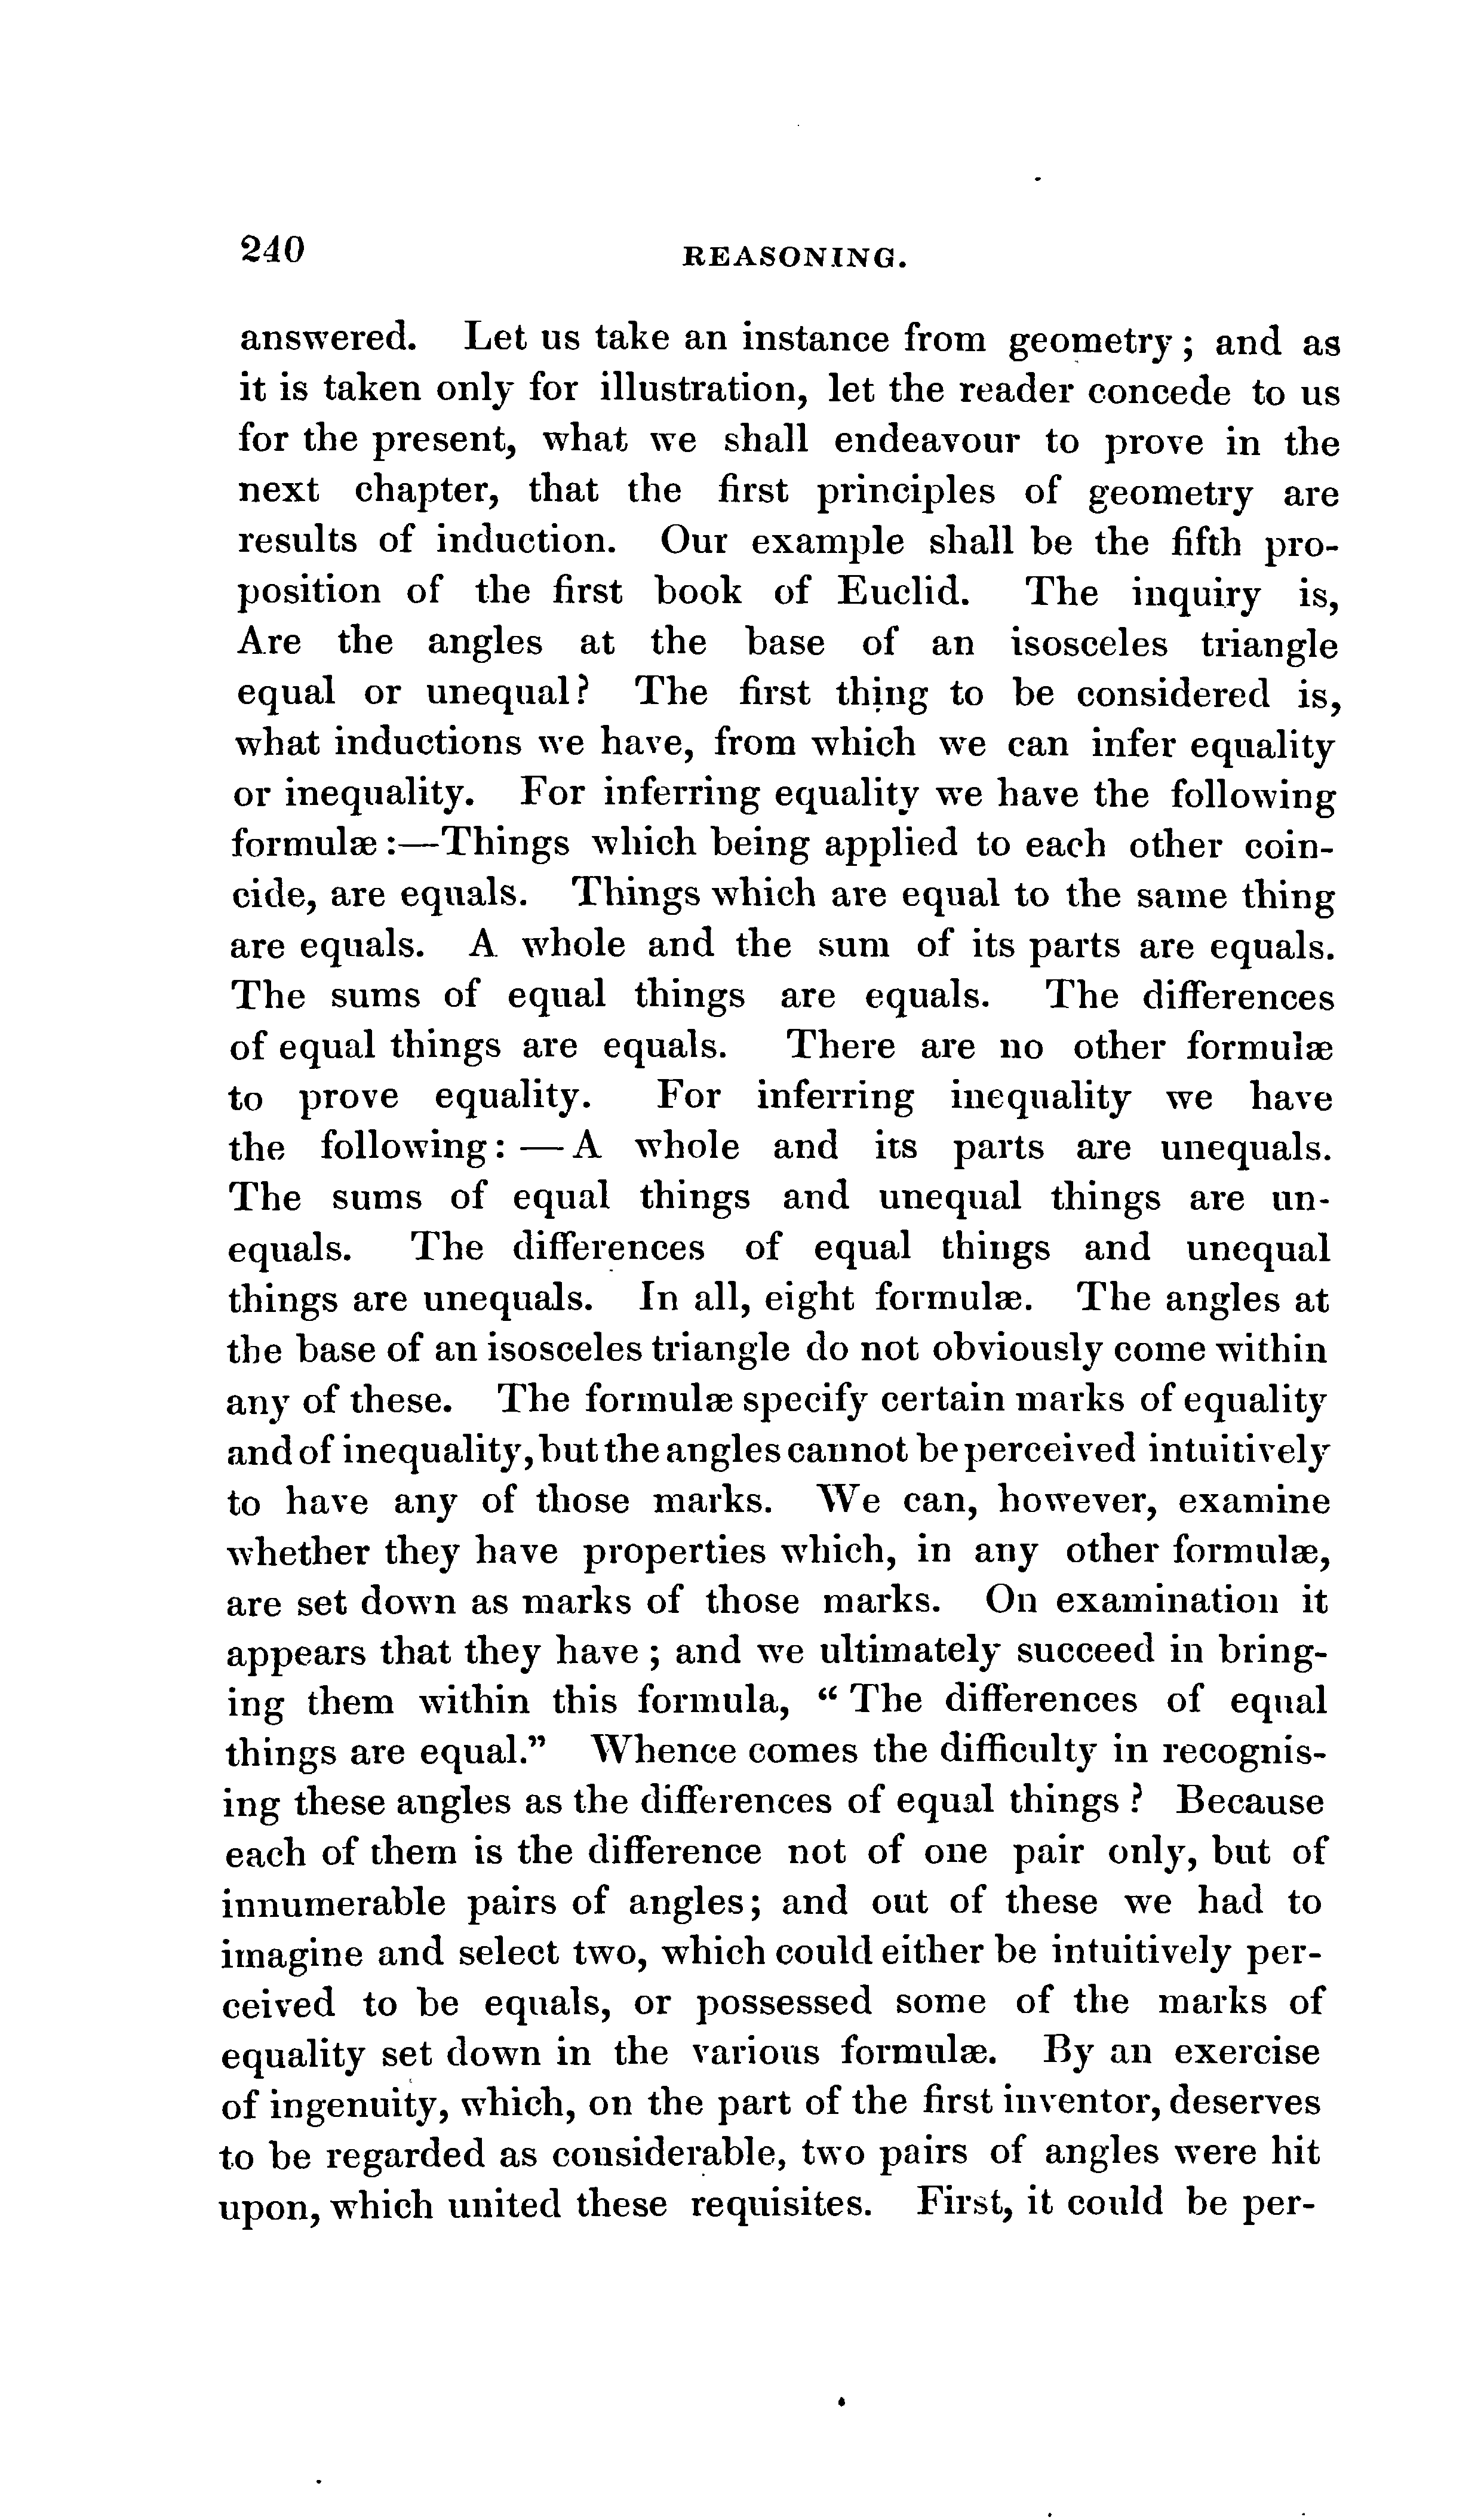 240 REASONING.
answered. Let us take an instance from geometry ; and as
it is taken only for illustration, let the reader concede to us
for the present, what we shall endeavour to prove in the
next chapter, that the first principles of geometry are
results of induction. Our example shall be the fifth pro-
position of the first book of Euclid. The inquiry is,
Are the angles at the base of an isosceles triangle
equal or unequal? The first thing to be considered is,
what inductions we have, from which we can infer equality
or inequality. For inferring equality we have the following
formulæ :—Things which being applied to each other coin-
cide, are equals. Things which are equal to the same thing
are equals. A whole and the sum of its parts are equals.
The sums of equal things are equals. The differences
of equal things are equals. There are no other formulæ
to prove equality. For inferring inequality we have
the following: — A whole and its parts are unequals.
The sums of equal things and unequal things are un-
equals. The differences of equal things and unequal
things are unequals. In all, eight formulæ. The angles at
the base of an isosceles triangle do not obviously come within
any of these. The formulæ specify certain marks of equality
and of inequality, but the angles cannot be perceived intuitively
to have any of those marks. We can, however, examine
whether they have properties which, in any other formulæ,
are set down as marks of those marks. On examination it
appears that they have ; and we ultimately succeed in bring-
ing them within this formula, “ The differences of equal
things are equal.” Whence comes the difficulty in recognis-
ing these angles as the differences of equal things ? Because
each of them is the difference not of one pair only, but of
innumerable pairs of angles; and out of these we had to
imagine and select two, which could either be intuitively per-
ceived to be equals, or possessed some of the marks of
equality set down in the various formulæ. By an exercise
of ingenuity, which, on the part of the first inventor, deserves
to be regarded as considerable, two pairs of angles were hit
upon, which united these requisites. First, it could be per-